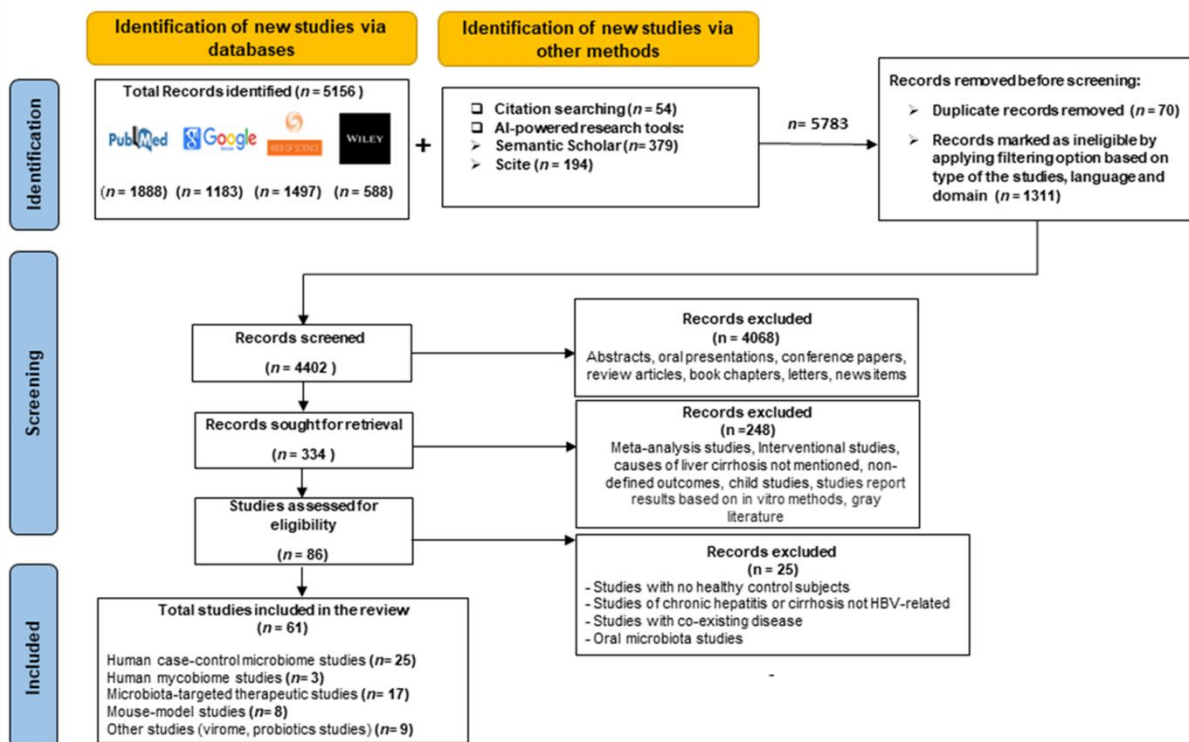 Identification of new studies via
databases
Identification of new studies via
other methods
Identification
Total Records identified (n = 5156)
PubMed
Google
WEB OF SCIENCE
WILEY
(n = 1888) (n = 1183) (n = 1497) (n = 588)
+
Citation searching (n = 54)
AI-powered research tools:
Semantic Scholar (n = 379)
Scite (n = 194)
n= 5783
Records removed before screening:
Duplicate records removed (n = 70)
Records marked as ineligible by
applying filtering option based on
type of the studies, language and
domain (n = 1311)
Screening
Records screened
(n = 4402 )
Records excluded
(n = 4068)
Abstracts, oral presentations, conference papers,
review articles, book chapters, letters, news items
Records sought for retrieval
(n = 334 )
Records excluded
(n =248)
Meta-analysis studies, Interventional studies,
causes of liver cirrhosis not mentioned, non-
defined outcomes, child studies, studies report
results based on in vitro methods, gray
literature
Studies assessed for
eligibility
(n = 86)
Records excluded
(n = 25)
- Studies with no healthy control subjects
- Studies of chronic hepatitis or cirrhosis not HBV-related
- Studies with co-existing disease
- Oral microbiota studies
-
Included
Total studies included in the review
(n = 61)
Human case-control microbiome studies (n= 25)
Human mycobiome studies (n= 3)
Microbiota-targeted therapeutic studies (n= 17)
Mouse-model studies (n= 8)
Other studies (virome, probiotics studies) (n= 9)